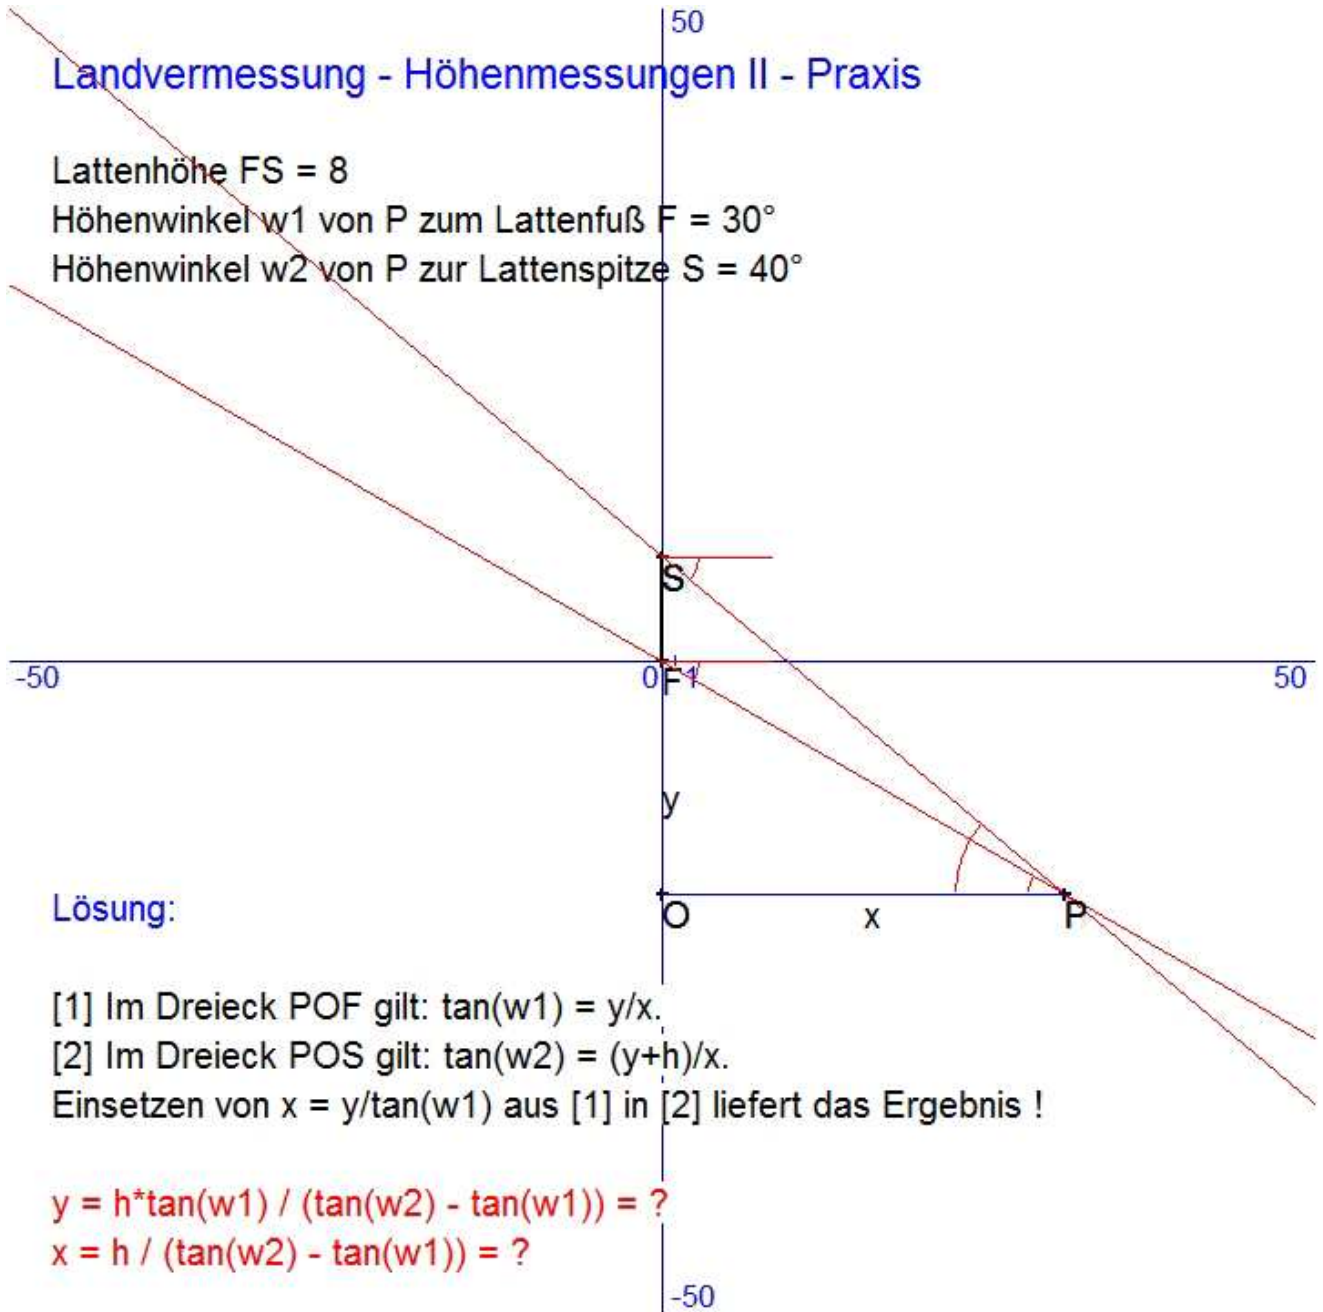 50
Landvermessung - Höhenmessungen II - Praxis
Lattenhöhe FS = 8
Höhenwinkel w1 von P zum Lattenfuß F = 30°
Höhenwinkel w2 von P zur Lattenspitze S = 40°
S
-50 0 F 1 50
y
Lösung:
O x P
[1] Im Dreieck POF gilt: tan(w1) = y/x.
[2] Im Dreieck POS gilt: tan(w2) = (y+h)/x.
Einsetzen von x = y/tan(w1) aus [1] in [2] liefert das Ergebnis !
y = h*tan(w1) / (tan(w2) - tan(w1)) = ?
x = h / (tan(w2) - tan(w1)) = ?
-50